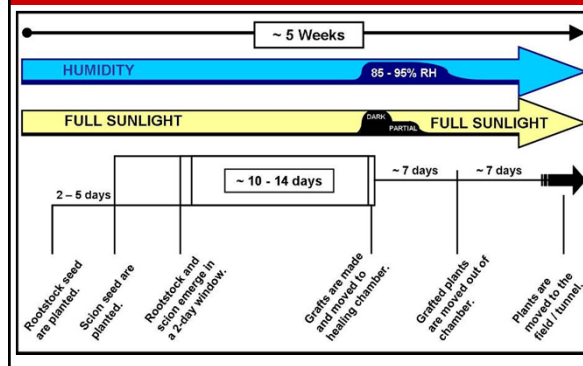 ~ 5 Weeks
HUMIDITY
85 - 95% RH
FULL SUNLIGHT
DARK
PARTIAL
FULL SUNLIGHT
2 – 5 days
~ 10 - 14 days
~ 7 days
~ 7 days
Rootstock seed
are planted.
Scion seed are
planted.
Rootstock and
scion emerge in
a 2-day window.
Grafts are made
and moved to
healing chamber.
Grafted plants
are moved out of
chamber.
Plants are
moved to the
field / tunnel.